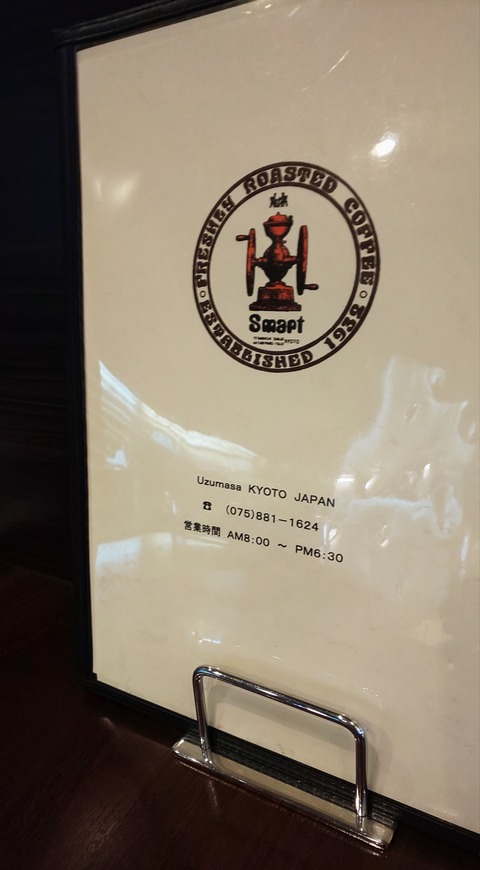 FRESHLY ROASTED COFFEE
Smart
KYOTO
ESTABLISHED 1932
Uzumasa KYOTO JAPAN
☎ (075)881-1624
営業時間 AM8:00 ~ PM6:30